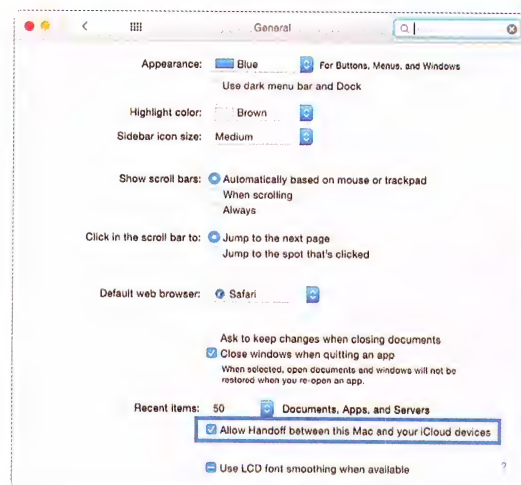 General
Appearance: Blue For Buttons, Menus, and Windows
Use dark menu bar and Dock
Highlight color: Brown
Sidebar icon size: Medium
Show scroll bars: Automatically based on mouse or trackpad
When scrolling
Always
Click in the scroll bar to: Jump to the next page
Jump to the spot that's clicked
Default web browser: Safari
Ask to keep changes when closing documents
Close windows when quitting an app
When selected, open documents and windows will not be
restored when you re-open an app.
Recent items: 50 Documents, Apps, and Servers
Allow Handoff between this Mac and your iCloud devices
Use LCD font smoothing when available ?